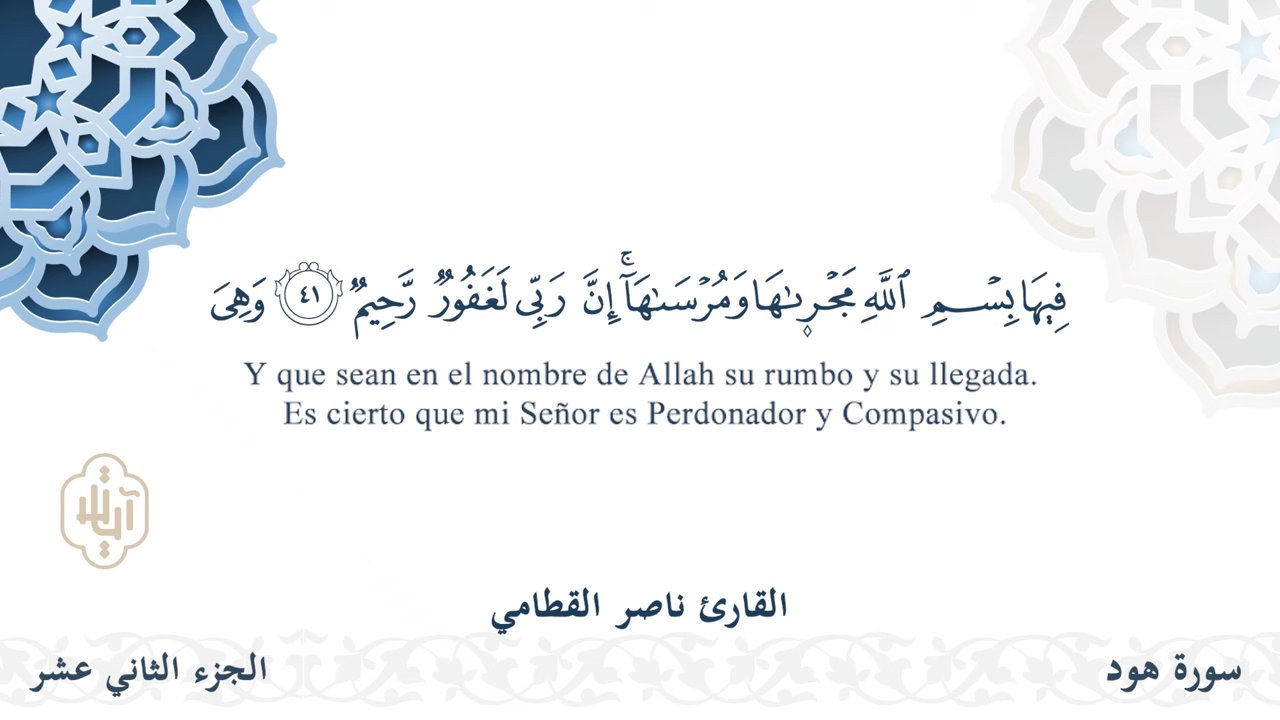 فِيهَا بِسۡمِ ٱللَّهِ مَجۡر۪ىٰهَا وَمُرۡسَىٰهَآۚ إِنَّ رَبِّي لَغَفُورٞ رَّحِيمٞ ٤١ وَهِيَ
Y que sean en el nombre de Allah su rumbo y su llegada.
Es cierto que mi Señor es Perdonador y Compasivo.
القارئ ناصر القطامي
سورة هود
الجزء الثاني عشر